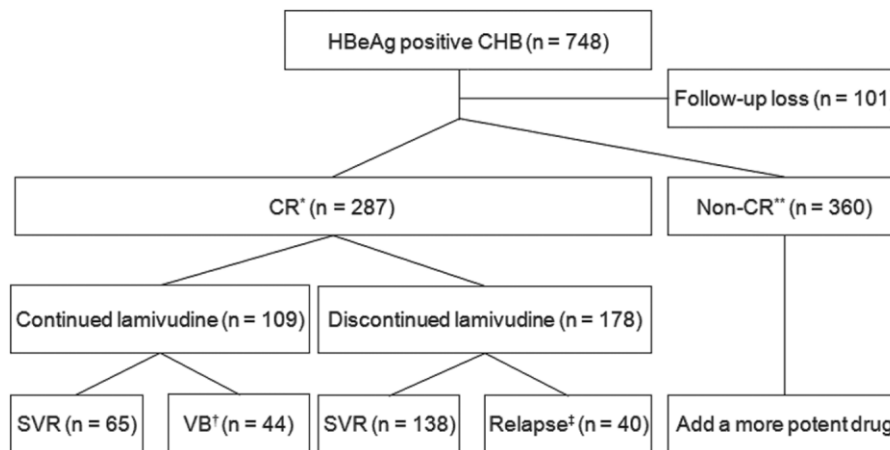 HBeAg positive CHB (n = 748)
Follow-up loss (n = 101
CR* (n = 287)
Non-CR** (n = 360)
Continued lamivudine (n = 109)
Discontinued lamivudine (n = 178)
SVR (n = 65)
VB† (n = 44)
SVR (n = 138)
Relapse‡ (n = 40)
Add a more potent drug